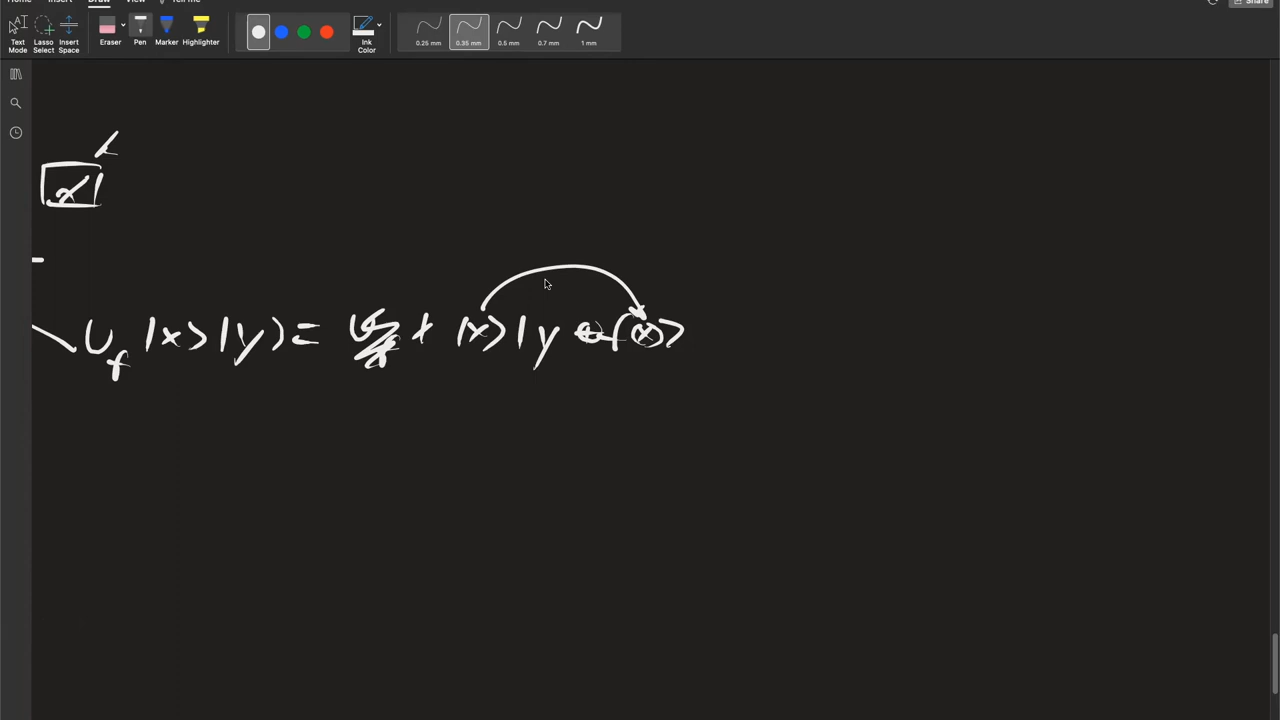 Home Insert Draw View Tell me
Share
Text Mode
Lasso Select
Insert Space
Eraser
Pen
Marker
Highlighter
Ink Color
0.25 mm
0.35 mm
0.5 mm
0.7 mm
1 mm
U_f |x>|y> = |x>|y ⊕ f(x)>